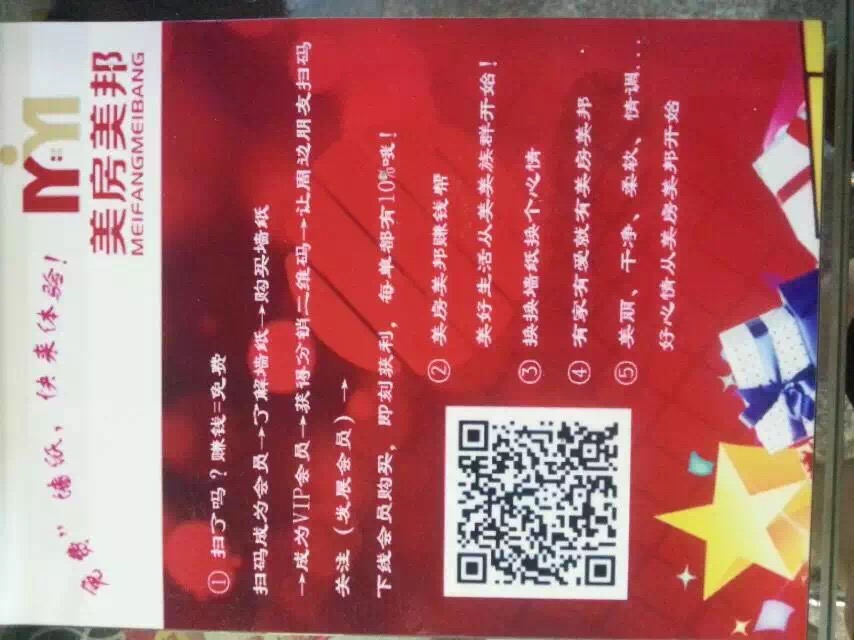 免费"墙纸,快来体验!
美房美邦
MEIFANGMEIBANG
① 扫了吗?赚钱=免费
扫码成为会员→了解墙纸→购买墙纸
→成为VIP会员→获得分销二维码→让周边朋友扫码
关注(发展会员)→
下线会员购买,即刻获利,每单都有10%哦!
② 美房美邦赚钱帮
美好生活从美美族群开始!
③ 换换墙纸换个心情
④ 有家有爱就有美房美邦
⑤ 美丽、干净、柔软、情调...
好心情从美房美邦开始